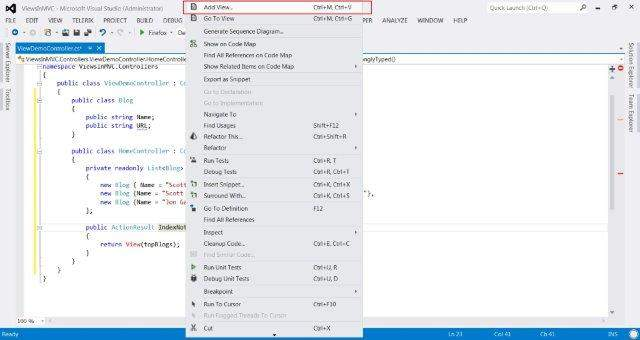 ViewsInMVC - Microsoft Visual Studio (Administrator)
Quick Launch (Ctrl+Q)
FILE EDIT VIEW TELERIK PROJECT BUILD DEBUG
PER ANALYZE WINDOW HELP
Firefox
ViewDemoController.cs*
ViewsInMVC.Controllers.ViewDemoController.HomeController
onglyTyped()
Server Explorer
Toolbox
Solution Explorer
Team Explorer
namespace ViewsInMVC.Controllers
{
public class ViewDemoController : Co
{
public class Blog
{
public string Name;
public string URL;
}
public class HomeController : Co
{
private readonly List<Blog>
{
new Blog { Name = "Scott
new Blog {Name = "Scott
"},
new Blog {Name = "Jon Ga
};
public ActionResult IndexNot
{
return View(topBlogs);
}
}
}
}
Add View... Ctrl+M, Ctrl+V
Go To View Ctrl+M, Ctrl+G
Generate Sequence Diagram...
Show on Code Map
Find All References on Code Map
Show Related Items on Code Map
Export as Snippet
Go to Declaration
Go to Implementation
Navigate To
Find Usages Shift+F12
Refactor This... Ctrl+Shift+R
Refactor
Run Tests Ctrl+R, T
Debug Tests Ctrl+R, Ctrl+T
Insert Snippet... Ctrl+K, Ctrl+X
Surround With... Ctrl+K, Ctrl+S
Go To Definition F12
Find All References
Inspect
Cleanup Code... Ctrl+E, Ctrl+C
Find Similar Code...
Run Unit Tests Ctrl+U, R
Debug Unit Tests Ctrl+U, D
Breakpoint
Run To Cursor Ctrl+F10
Run Flagged Threads To Cursor
Cut Ctrl+X
100 %
Ready
Ln 23 Col 41 Ch 41 INS